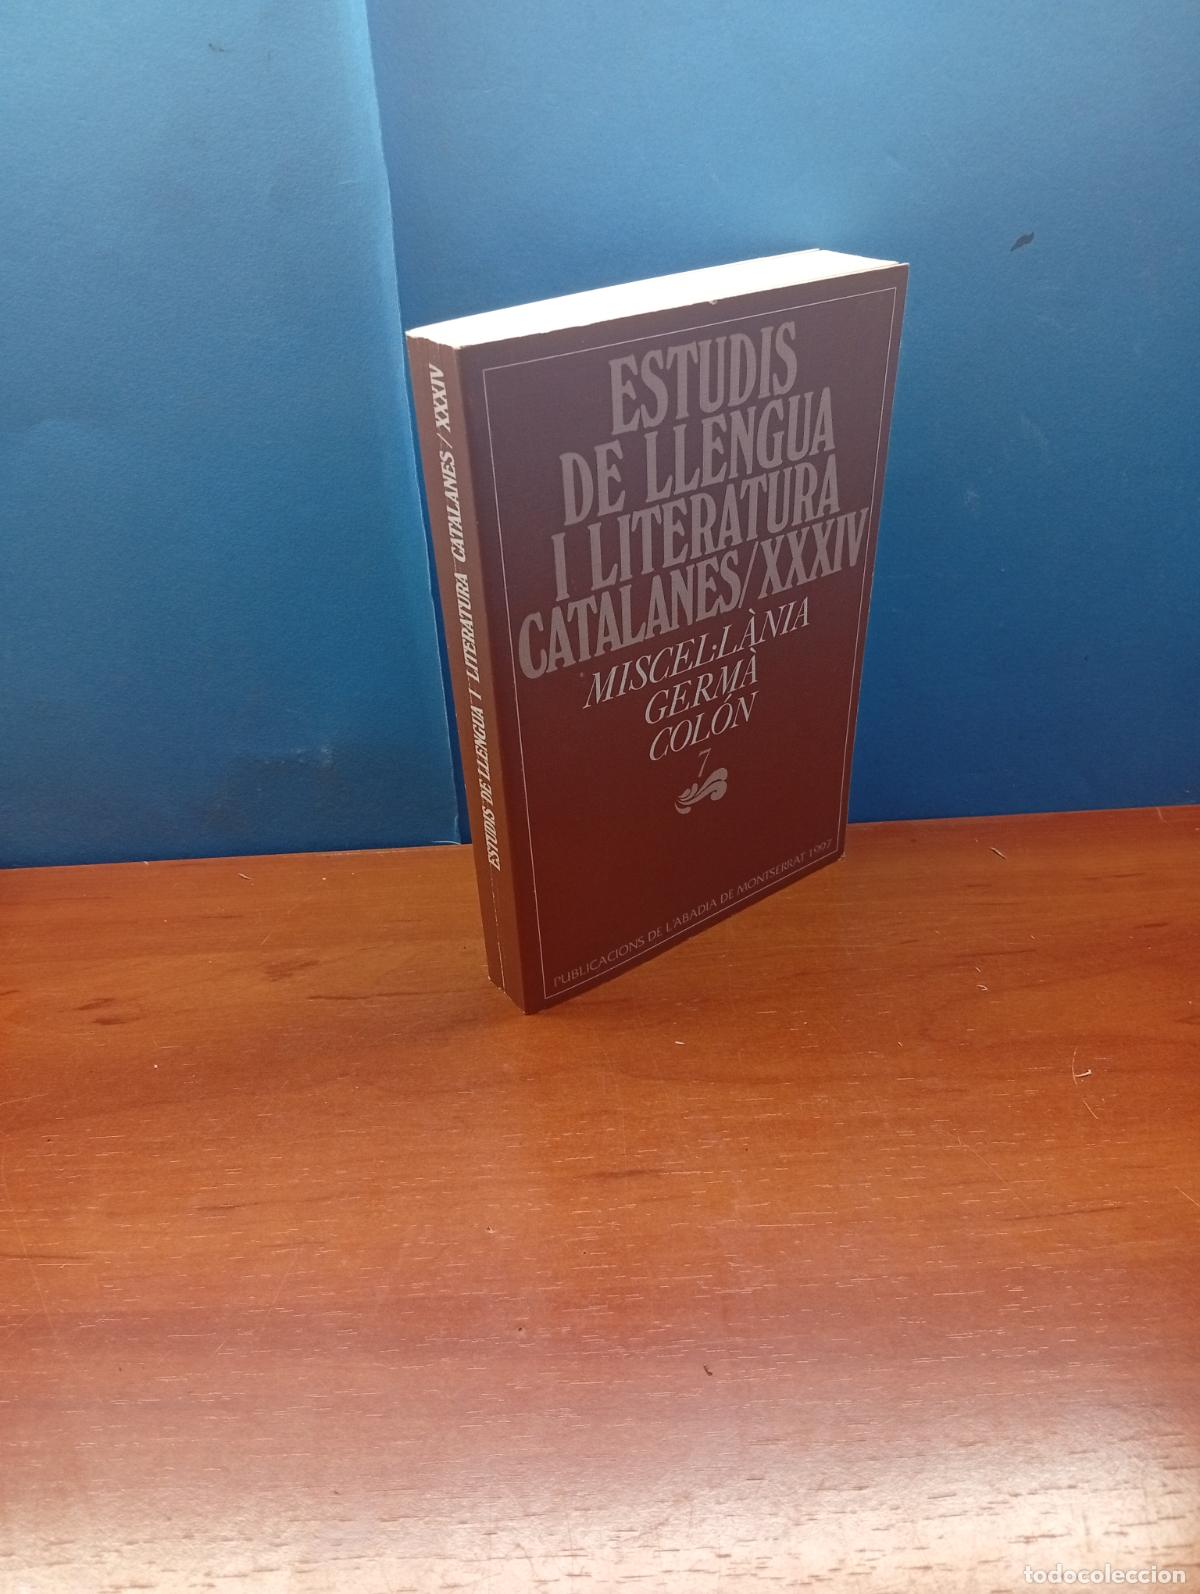 ESTUDIS DE LLENGUA I LITERATURA CATALANES / XXXIV
ESTUDIS
DE LLENGUA
I LITERATURA
CATALANES/XXXIV
MISCEL·LÀNIA
GERMÀ
COLÓN
7
PUBLICACIONS DE L'ABADIA DE MONTSERRAT 1997
todocoleccion